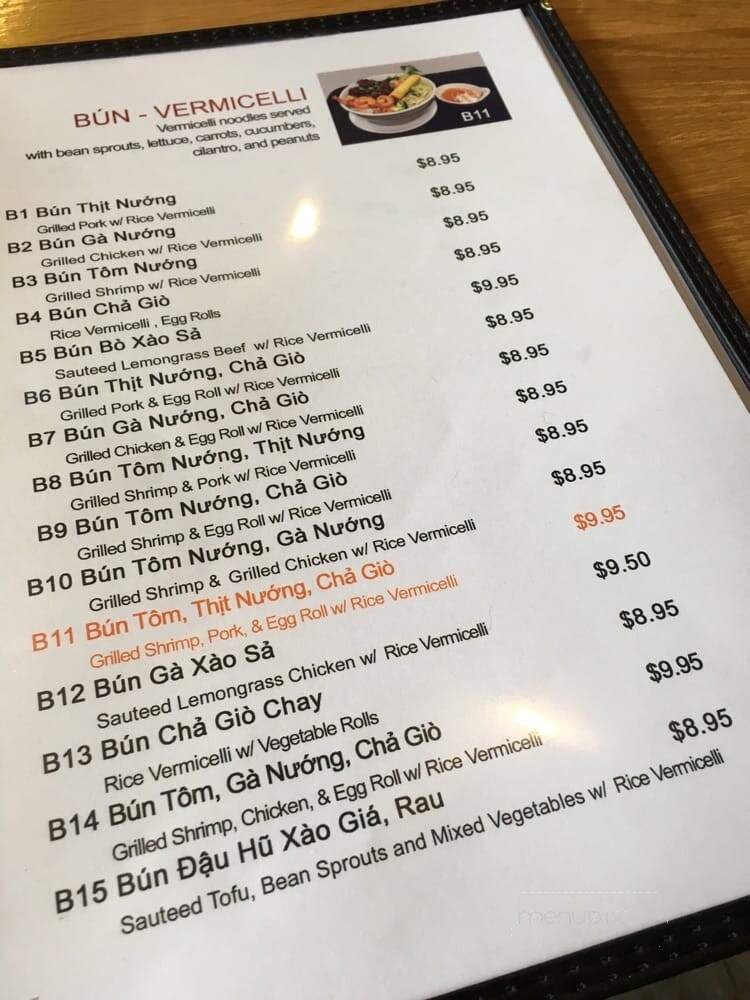 BÚN - VERMICELLI
Vermicelli noodles served
with bean sprouts, lettuce, carrots, cucumbers,
cilantro, and peanuts
B11
B1 Bún Thịt Nướng $8.95
Grilled Pork w/ Rice Vermicelli
B2 Bún Gà Nướng $8.95
Grilled Chicken w/ Rice Vermicelli
B3 Bún Tôm Nướng $8.95
Grilled Shrimp w/ Rice Vermicelli
B4 Bún Chả Giò $8.95
Rice Vermicelli , Egg Rolls
B5 Bún Bò Xào Sả $9.95
Sauteed Lemongrass Beef w/ Rice Vermicelli
B6 Bún Thịt Nướng, Chả Giò $8.95
Grilled Pork & Egg Roll w/ Rice Vermicelli
B7 Bún Gà Nướng, Chả Giò $8.95
Grilled Chicken & Egg Roll w/ Rice Vermicelli
B8 Bún Tôm Nướng, Thịt Nướng $8.95
Grilled Shrimp & Pork w/ Rice Vermicelli
B9 Bún Tôm Nướng, Chả Giò $8.95
Grilled Shrimp & Egg Roll w/ Rice Vermicelli
B10 Bún Tôm Nướng, Gà Nướng $8.95
Grilled Shrimp & Grilled Chicken w/ Rice Vermicelli
B11 Bún Tôm, Thịt Nướng, Chả Giò $9.95
Grilled Shrimp, Pork, & Egg Roll w/ Rice Vermicelli
B12 Bún Gà Xào Sả $9.50
Sauteed Lemongrass Chicken w/ Rice Vermicelli
B13 Bún Chả Giò Chay $8.95
Rice Vermicelli w/ Vegetable Rolls
B14 Bún Tôm, Gà Nướng, Chả Giò $9.95
Grilled Shrimp, Chicken, & Egg Roll w/ Rice Vermicelli
B15 Bún Đậu Hũ Xào Giá, Rau $8.95
Sauteed Tofu, Bean Sprouts and Mixed Vegetables w/ Rice Vermicelli